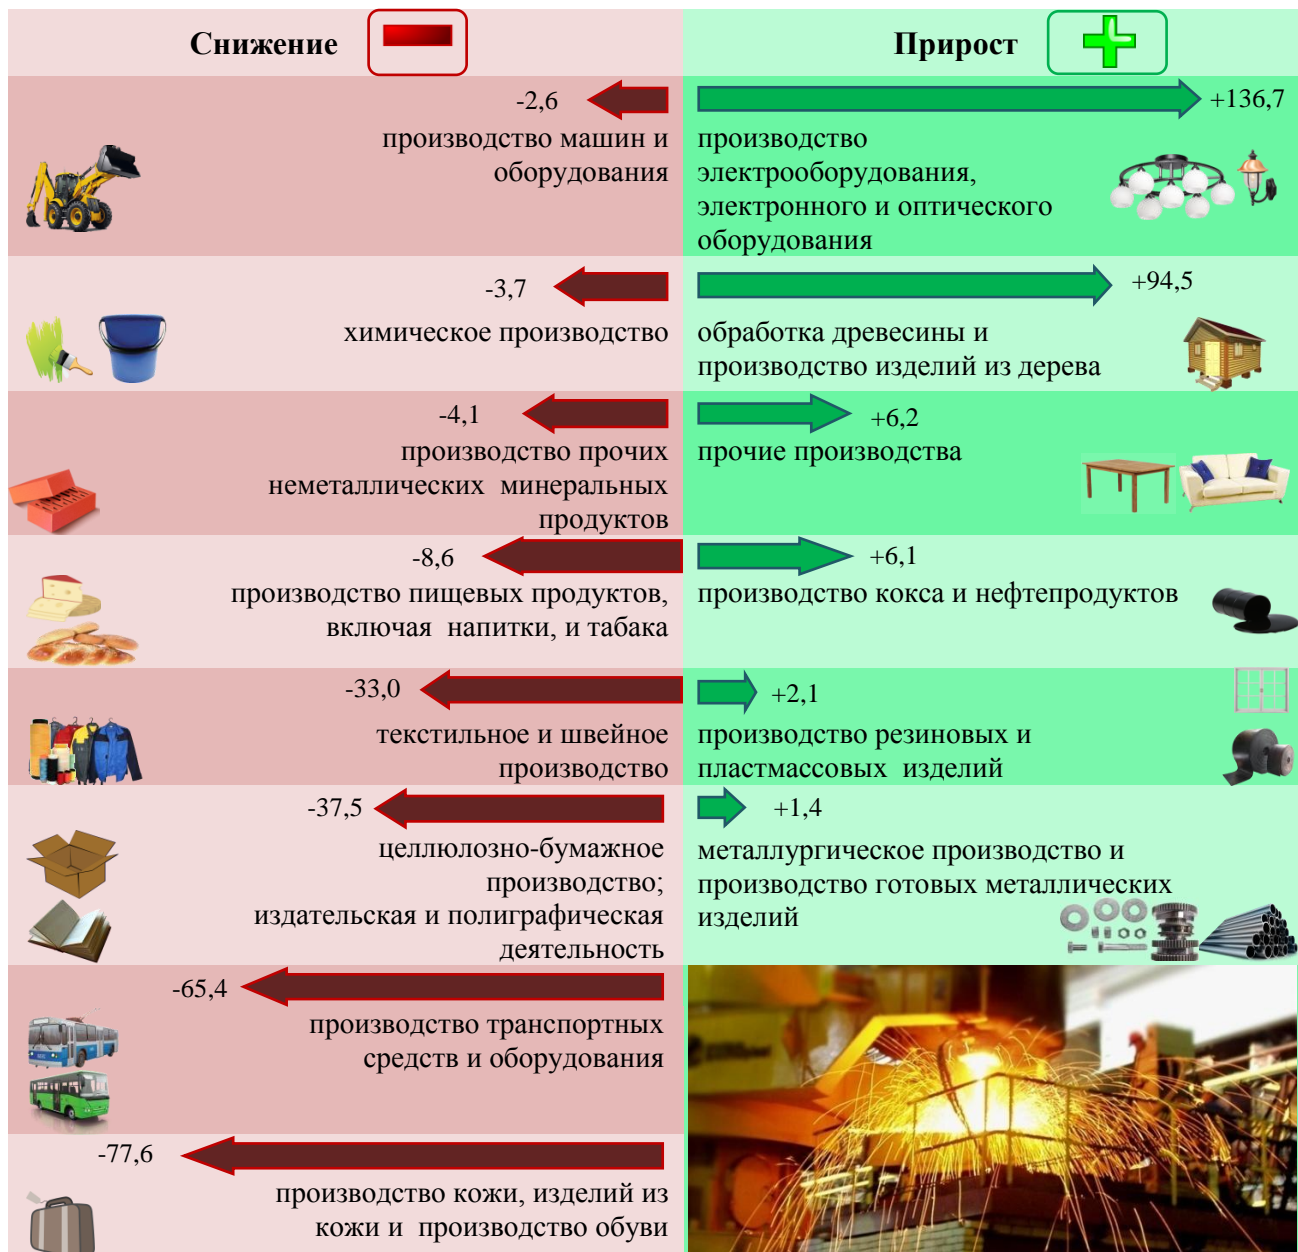 Снижение
-2,6
производство машин и
оборудования
-3,7
химическое производство
-4,1
производство прочих
неметаллических минеральных
продуктов
-8,6
производство пищевых продуктов,
включая напитки, и табака
-33,0
текстильное и швейное
производство
-37,5
целлюлозно-бумажное
производство;
издательская и полиграфическая
деятельность
-65,4
производство транспортных
средств и оборудования
-77,6
производство кожи, изделий из
кожи и производство обуви
Прирост
+136,7
производство
электрооборудования,
электронного и оптического
оборудования
+94,5
обработка древесины и
производство изделий из дерева
+6,2
прочие производства
+6,1
производство кокса и нефтепродуктов
+2,1
производство резиновых и
пластмассовых изделий
+1,4
металлургическое производство и
производство готовых металлических
изделий